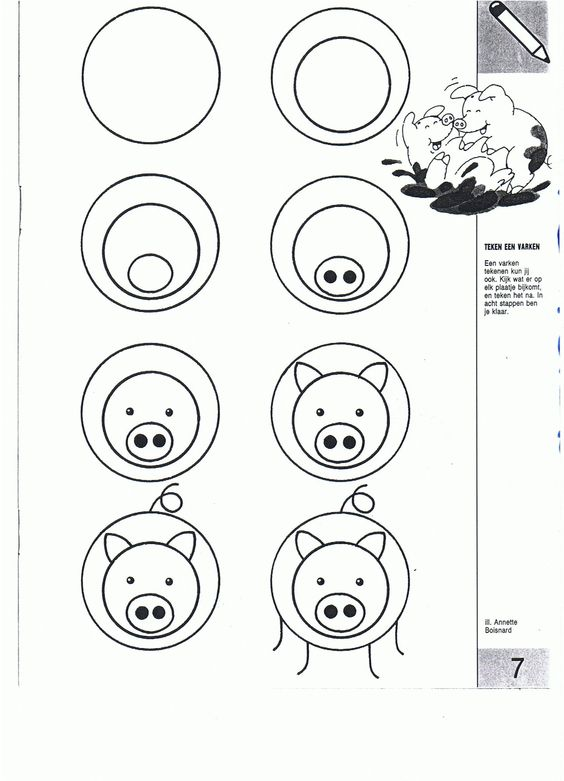 TEKEN EEN VARKEN
Een varken
tekenen kun jij
ook. Kijk wat er op
elk plaatje bijkomt,
en teken het na. In
acht stappen ben
je klaar.
ill. Annette
Boisnard
7